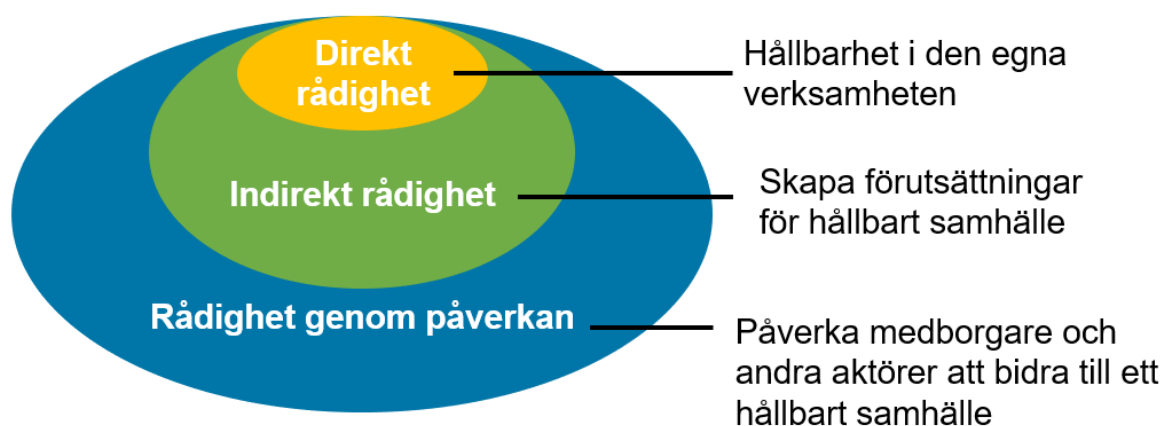 Direkt
rådighet
Hållbarhet i den egna
verksamheten
Indirekt rådighet
Skapa förutsättningar
för hållbart samhälle
Rådighet genom påverkan
Påverka medborgare och
andra aktörer att bidra till ett
hållbart samhälle